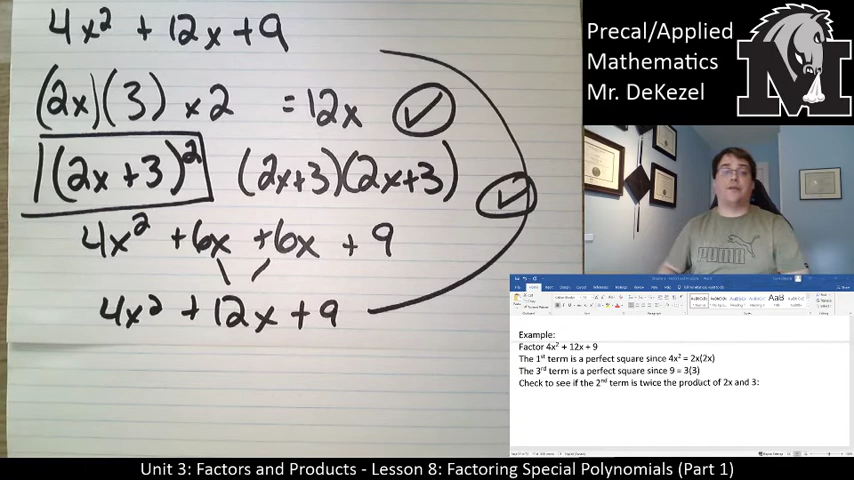 4x² + 12x + 9
(2x)(3) x 2 = 12x ✓
(2x + 3)² (2x+3)(2x+3) ✓
4x² + 6x + 6x + 9
4x² + 12x + 9
Precal/Applied
Mathematics
Mr. DeKezel
M
PUMA
Example:
Factor 4x² + 12x + 9
The 1st term is a perfect square since 4x² = 2x(2x)
The 3rd term is a perfect square since 9 = 3(3)
Check to see if the 2nd term is twice the product of 2x and 3:
Unit 3: Factors and Products - Lesson 8: Factoring Special Polynomials (Part 1)